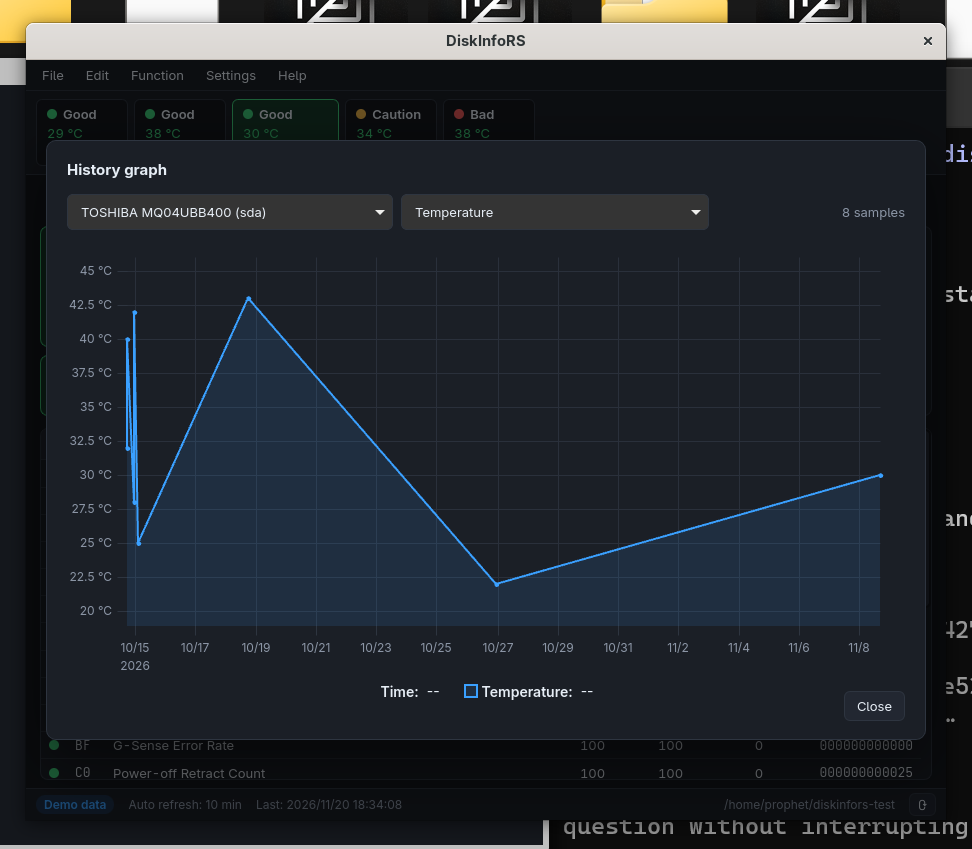 DiskInfoRS
×
File Edit Function Settings Help
Good Good Good Caution Bad
29 °C 38 °C 30 °C 34 °C 38 °C
History graph
TOSHIBA MQ04UBB400 (sda) Temperature 8 samples
45 °C
42.5 °C
40 °C
37.5 °C
35 °C
32.5 °C
30 °C
27.5 °C
25 °C
22.5 °C
20 °C
10/15 10/17 10/19 10/21 10/23 10/25 10/27 10/29 10/31 11/2 11/4 11/6 11/8
2026
Time: -- Temperature: --
Close
BF G-Sense Error Rate 100 100 0 000000000000
C0 Power-off Retract Count 100 100 0 000000000025
Demo data Auto refresh: 10 min Last: 2026/11/20 18:34:08 /home/prophet/diskinfors-test
question without interrupting